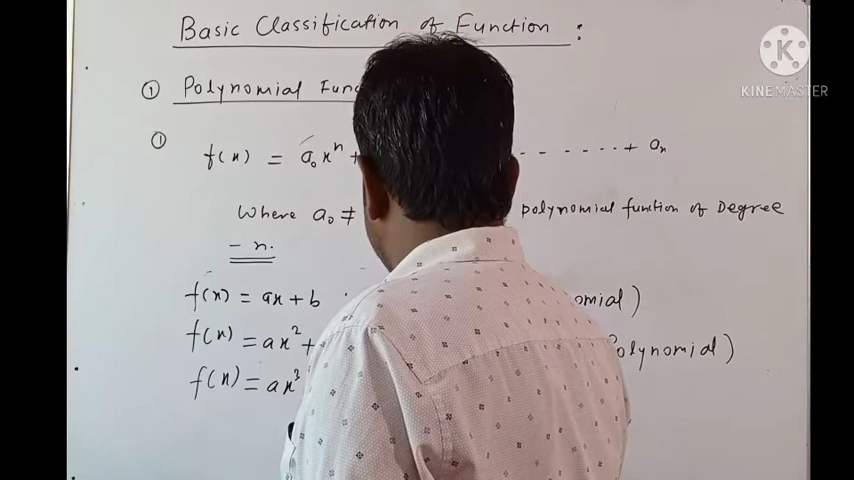 Basic Classification of Function :
① Polynomial Func
KINEMASTER
① f(x) = a₀xⁿ + - - - - - - + aₙ
Where a₀ ≠ polynomial function of Degree
- n.
f(x) = ax + b nomial)
f(x) = ax² + Polynomial)
f(x) = ax³